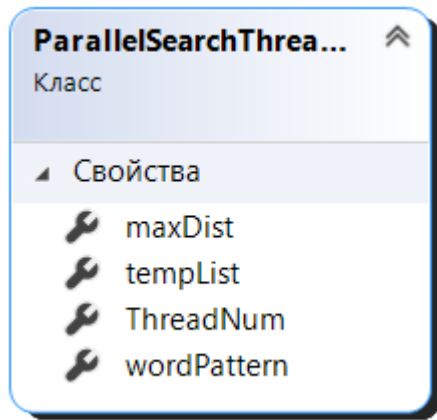 ParallelSearchThrea...
Класс
Свойства
maxDist
tempList
ThreadNum
wordPattern